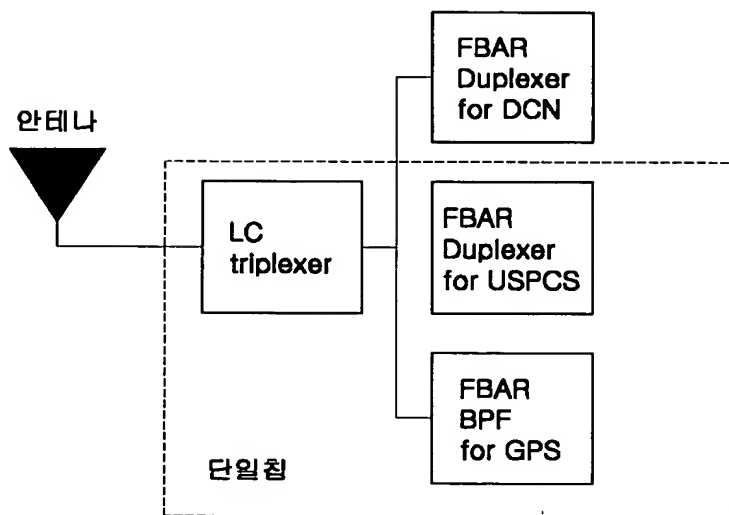 FBAR
Duplexer
for DCN
안테나
LC
triplexer
FBAR
Duplexer
for USPCS
FBAR
BPF
for GPS
단일칩